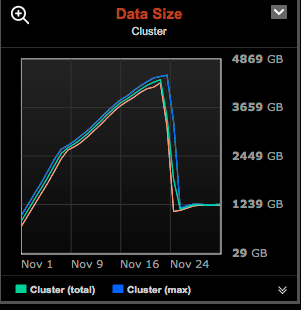 Data Size
Cluster
4869 GB
3659 GB
2449 GB
1239 GB
29 GB
Nov 1 Nov 9 Nov 16 Nov 24
Cluster (total) Cluster (max)